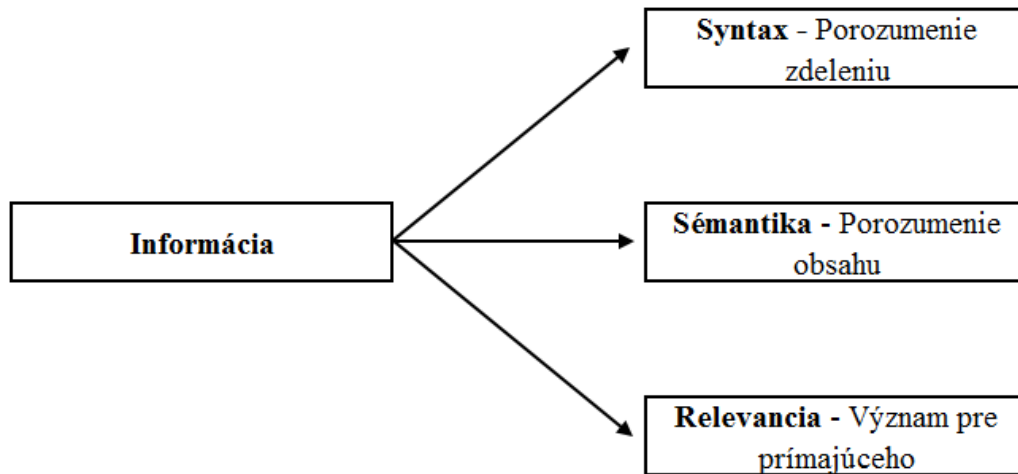 Syntax - Porozumenie
zdeleniu
Informácia
Sémantika - Porozumenie
obsahu
Relevancia - Význam pre
prímajúceho